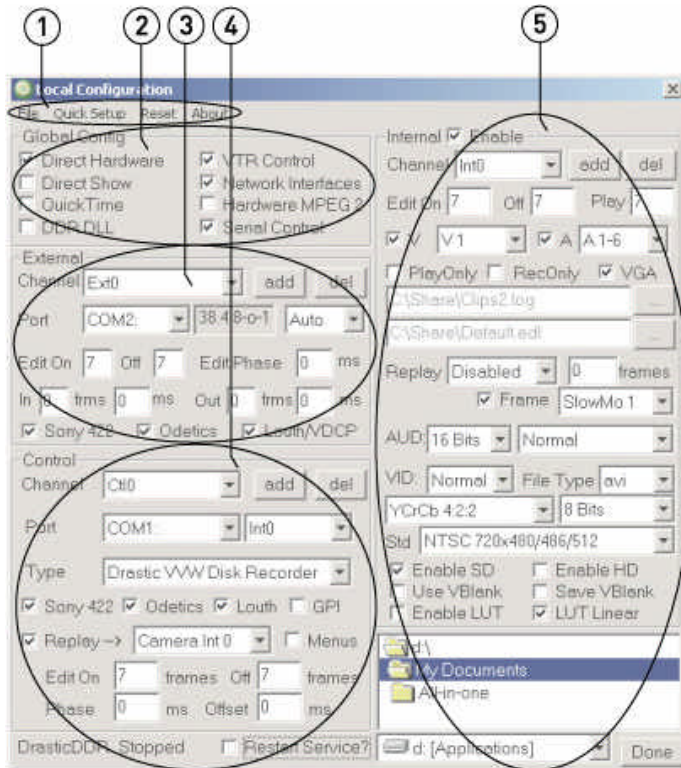 1 2 3 4 5
Local Configuration
File Quick Setup Reset About
Global Config
Direct Hardware VTR Control
Direct Show Network Interfaces
QuickTime Hardware MPEG 2
DDR DLL Serial Control
External
Channel Ext0 add del
Port COM2: 38.4:8-o-1 Auto
Edit On 7 Off 7 Edit Phase 0 ms
In 0 frms 0 ms Out 0 frms 0 ms
Sony 422 Odetics Louth/VDCP
Control
Channel Ctl0 add del
Port COM1: Int0
Type Drastic VVW Disk Recorder
Sony 422 Odetics Louth GPI
Replay -> Camera Int 0 Menus
Edit On 7 frames Off 7 frames
Phase 0 ms Offset 0 ms
DrasticDDR Stopped Restart Service?
Internal Enable
Channel Int0 add del
Edit On 7 Off 7 Play 7
V V 1 A A 1-6
PlayOnly RecOnly VGA
C:\Share\Clips2.log ...
C:\Share\Default.edl ...
Replay Disabled 0 frames
Frame SlowMo 1
AUD: 16 Bits Normal
VID: Normal File Type avi
YCrCb 4:2:2 8 Bits
Std NTSC 720x480/486/512
Enable SD Enable HD
Use VBlank Save VBlank
Enable LUT LUT Linear
d:\
My Documents
All-in-one
d: [Applications] Done